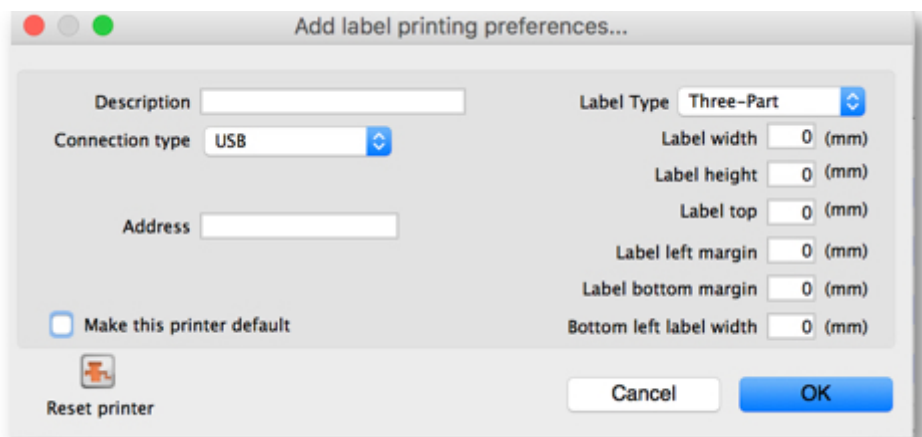 Add label printing preferences...
Description
Connection type USB
Address
Make this printer default
Reset printer
Label Type Three-Part
Label width 0 (mm)
Label height 0 (mm)
Label top 0 (mm)
Label left margin 0 (mm)
Label bottom margin 0 (mm)
Bottom left label width 0 (mm)
Cancel OK